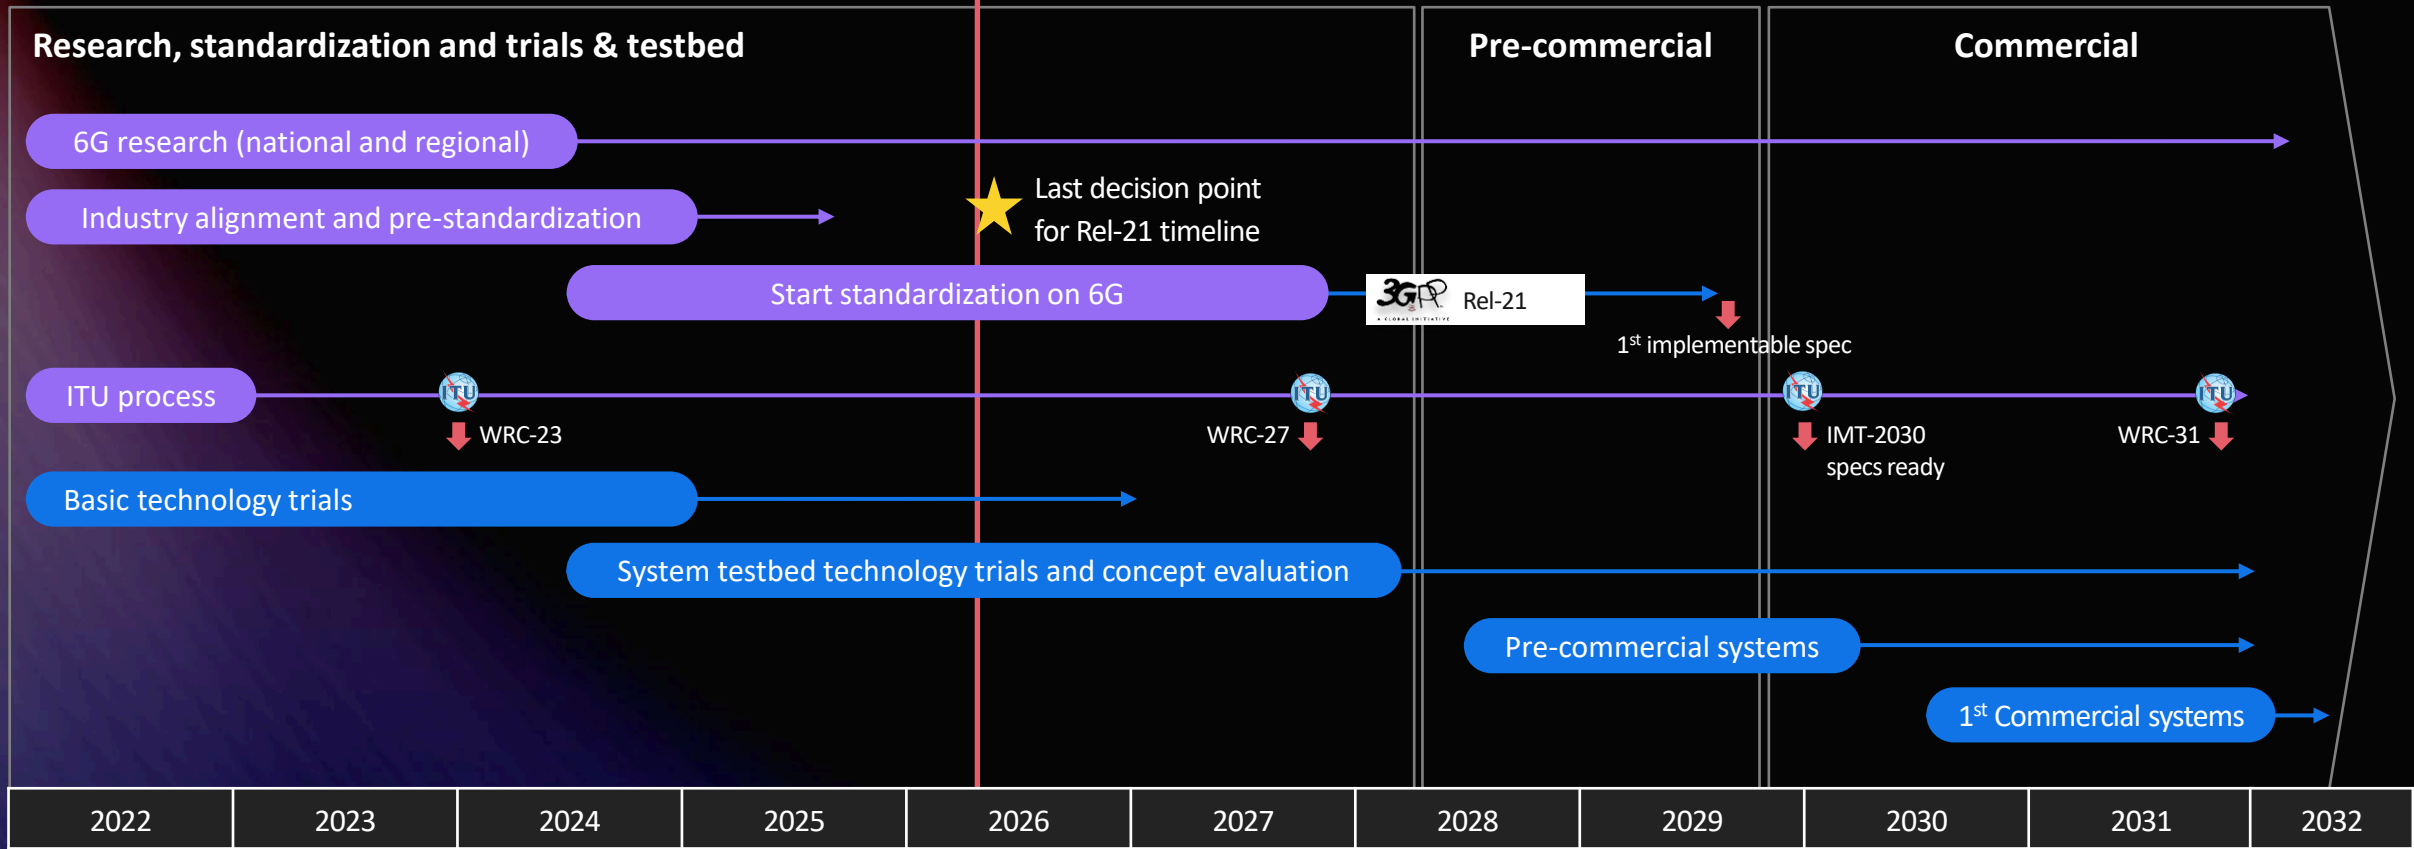 Research, standardization and trials & testbed
Pre-commercial
Commercial
6G research (national and regional)
Industry alignment and pre-standardization
Last decision point
for Rel-21 timeline
Start standardization on 6G
3GPP
A GLOBAL INITIATIVE
Rel-21
1st implementable spec
ITU process
ITU
ITU
ITU
ITU
WRC-23
WRC-27
IMT-2030
specs ready
WRC-31
Basic technology trials
System testbed technology trials and concept evaluation
Pre-commercial systems
1st Commercial systems
2022
2023
2024
2025
2026
2027
2028
2029
2030
2031
2032